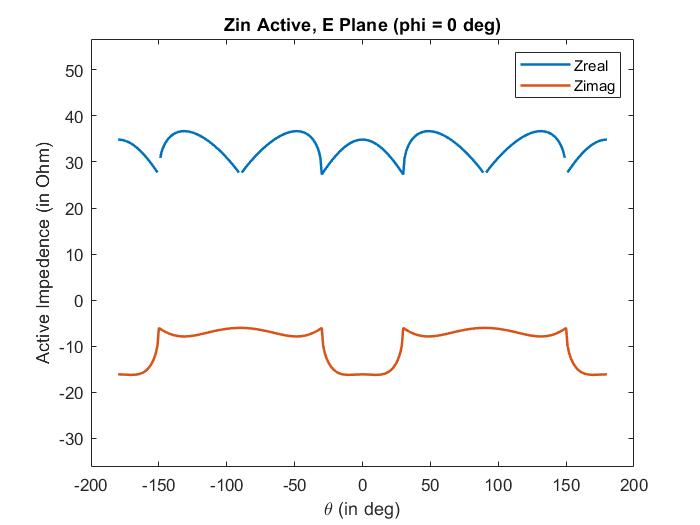 Zin Active, E Plane (phi = 0 deg)
Zreal
Zimag
Active Impedence (in Ohm)
50
40
30
20
10
0
-10
-20
-30
-200 -150 -100 -50 0 50 100 150 200
θ (in deg)